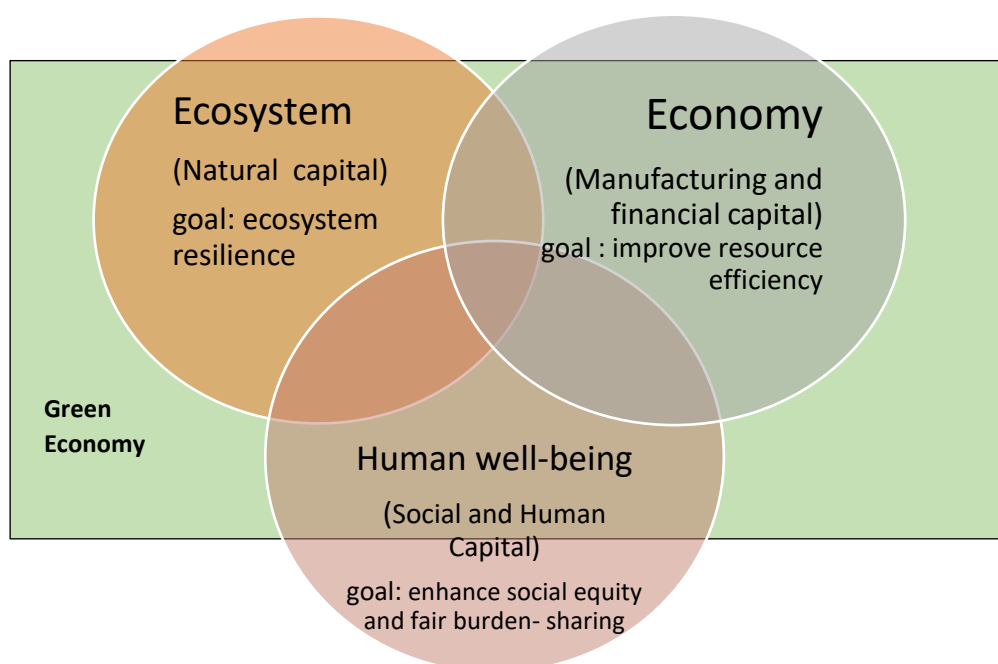 Ecosystem
(Natural capital)
goal: ecosystem
resilience
Economy
(Manufacturing and
financial capital)
goal : improve resource
efficiency
Green
Economy
Human well-being
(Social and Human
Capital)
goal: enhance social equity
and fair burden- sharing